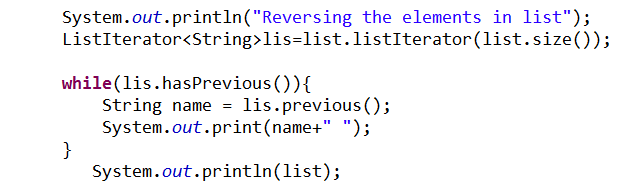 System.out.println("Reversing the elements in list");
ListIterator<String>lis=list.listIterator(list.size());
while(lis.hasPrevious()){
String name = lis.previous();
System.out.print(name+" ");
}
System.out.println(list);